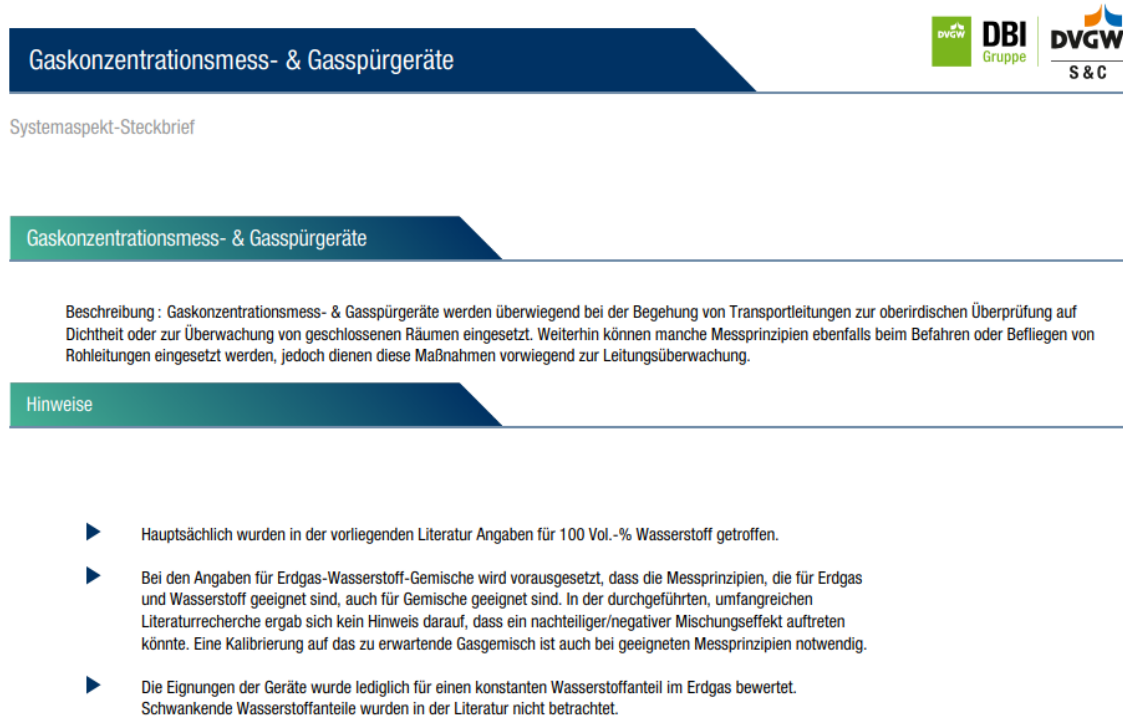 Gaskonzentrationsmess- & Gasspürgeräte
DVGW
DBI
Gruppe
DVGW
S & C
Systemaspekt-Steckbrief
Gaskonzentrationsmess- & Gasspürgeräte
Beschreibung : Gaskonzentrationsmess- & Gasspürgeräte werden überwiegend bei der Begehung von Transportleitungen zur oberirdischen Überprüfung auf
Dichtheit oder zur Überwachung von geschlossenen Räumen eingesetzt. Weiterhin können manche Messprinzipien ebenfalls beim Befahren oder Befliegen von
Rohleitungen eingesetzt werden, jedoch dienen diese Maßnahmen vorwiegend zur Leitungsüberwachung.
Hinweise
Hauptsächlich wurden in der vorliegenden Literatur Angaben für 100 Vol.-% Wasserstoff getroffen.
Bei den Angaben für Erdgas-Wasserstoff-Gemische wird vorausgesetzt, dass die Messprinzipien, die für Erdgas
und Wasserstoff geeignet sind, auch für Gemische geeignet sind. In der durchgeführten, umfangreichen
Literaturrecherche ergab sich kein Hinweis darauf, dass ein nachteiliger/negativer Mischungseffekt auftreten
könnte. Eine Kalibrierung auf das zu erwartende Gasgemisch ist auch bei geeigneten Messprinzipien notwendig.
Die Eignungen der Geräte wurde lediglich für einen konstanten Wasserstoffanteil im Erdgas bewertet.
Schwankende Wasserstoffanteile wurden in der Literatur nicht betrachtet.